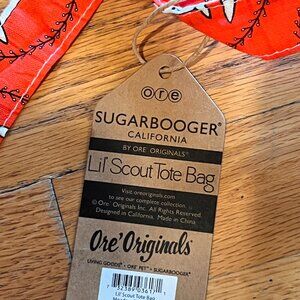 ore
SUGARBOOGER®
CALIFORNIA
BY ORE ORIGINALS®
Lil' Scout Tote Bag
Visit oreoriginals.com
to see our complete collection.
© Ore' Originals Inc. All Rights Reserved.
Designed in California. Made in China.
Ore' Originals®
LIVING GOODS® • ORE' PET™ • SUGARBOOGER®
Lil' Scout Tote Bag